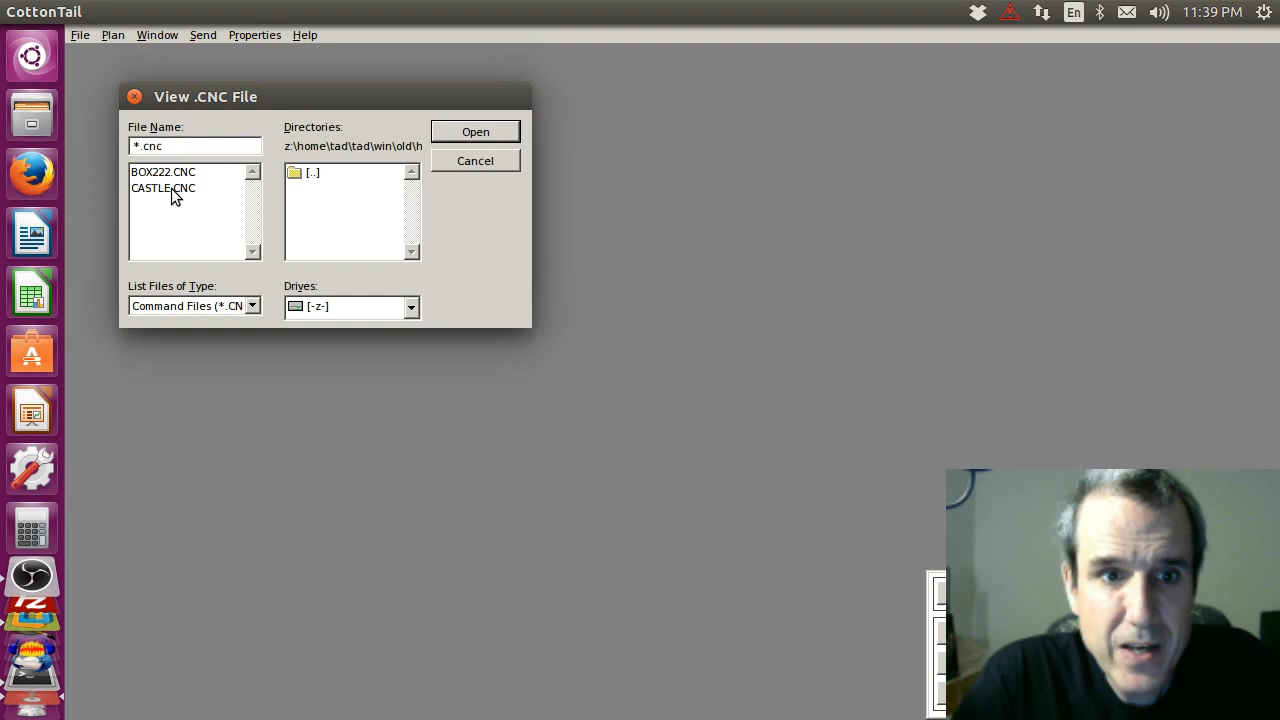 CottonTail
En
11:39 PM
File Plan Window Send Properties Help
View .CNC File
File Name:
*.cnc
BOX222.CNC
CASTLE.CNC
List Files of Type:
Command Files (*.CN
Directories:
z:\home\tad\tad\win\old\h
[..]
Drives:
[-z-]
Open
Cancel